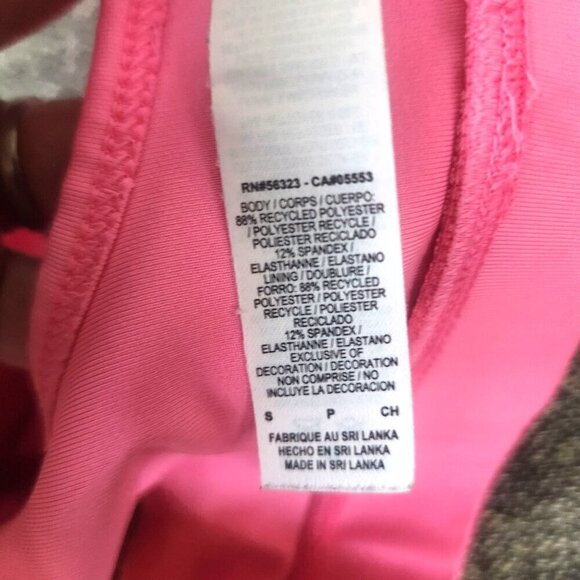 RN#56323 - CA#05553
BODY / CORPS / CUERPO:
88% RECYCLED POLYESTER
/ POLYESTER RECYCLE /
POLIESTER RECICLADO
12% SPANDEX /
ELASTHANNE / ELASTANO
LINING / DOUBLURE /
FORRO: 88% RECYCLED
POLYESTER / POLYESTER
RECYCLE / POLIESTER
RECICLADO
12% SPANDEX /
ELASTHANNE / ELASTANO
EXCLUSIVE OF
DECORATION / DECORATION
NON COMPRISE / NO
INCLUYE LA DECORACION
S P CH
FABRIQUE AU SRI LANKA
HECHO EN SRI LANKA
MADE IN SRI LANKA